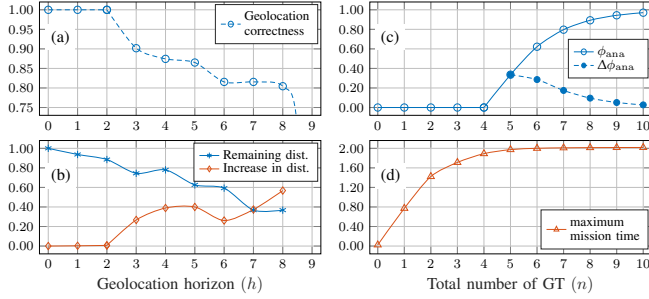 1.00
0.95
0.90
0.85
0.80
0.75
(a)
Geolocation
correctness
0 1 2 3 4 5 6 7 8 9
1.00
0.80
0.60
0.40
0.20
0.00
(c)
ϕana
Δϕana
0 1 2 3 4 5 6 7 8 9 10
1.00
0.80
0.60
0.40
0.20
0.00
(b)
Remaining dist.
Increase in dist.
0 1 2 3 4 5 6 7 8 9
Geolocation horizon (h)
2.00
1.60
1.20
0.80
0.40
0.00
(d)
maximum
mission time
0 1 2 3 4 5 6 7 8 9 10
Total number of GT (n)